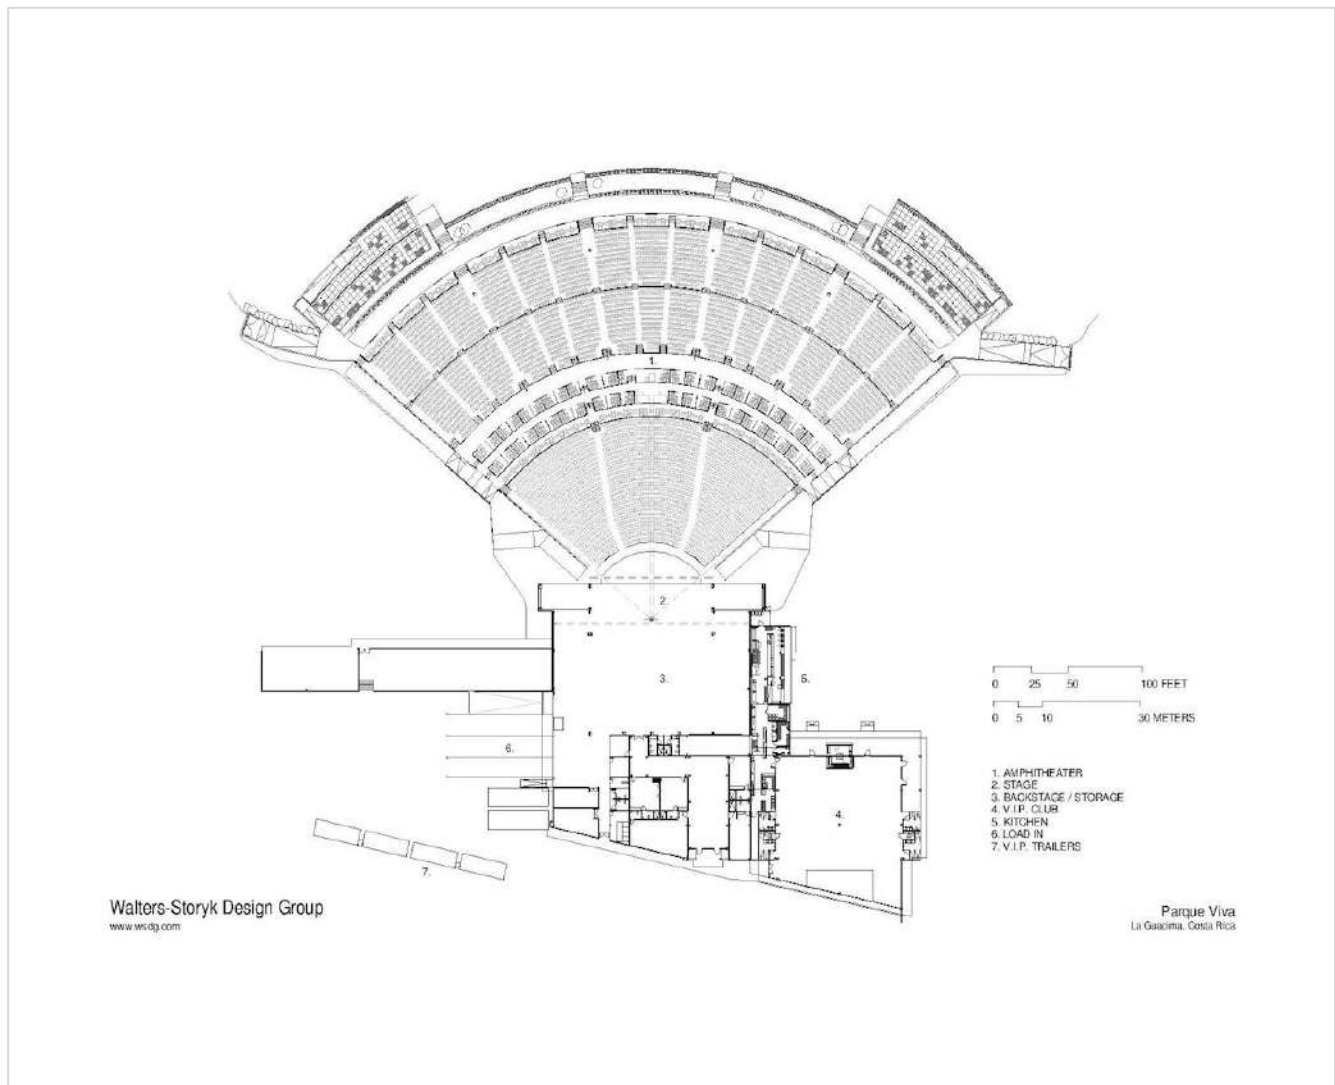 1.
2.
3.
5.
6.
4.
7.
0 25 50 100 FEET
0 5 10 30 METERS
1. AMPHITHEATER
2. STAGE
3. BACKSTAGE / STORAGE
4. V.I.P. CLUB
5. KITCHEN
6. LOAD IN
7. V.I.P. TRAILERS
Walters-Storyk Design Group
www.wsdg.com
Parque Viva
La Guacima, Costa Rica